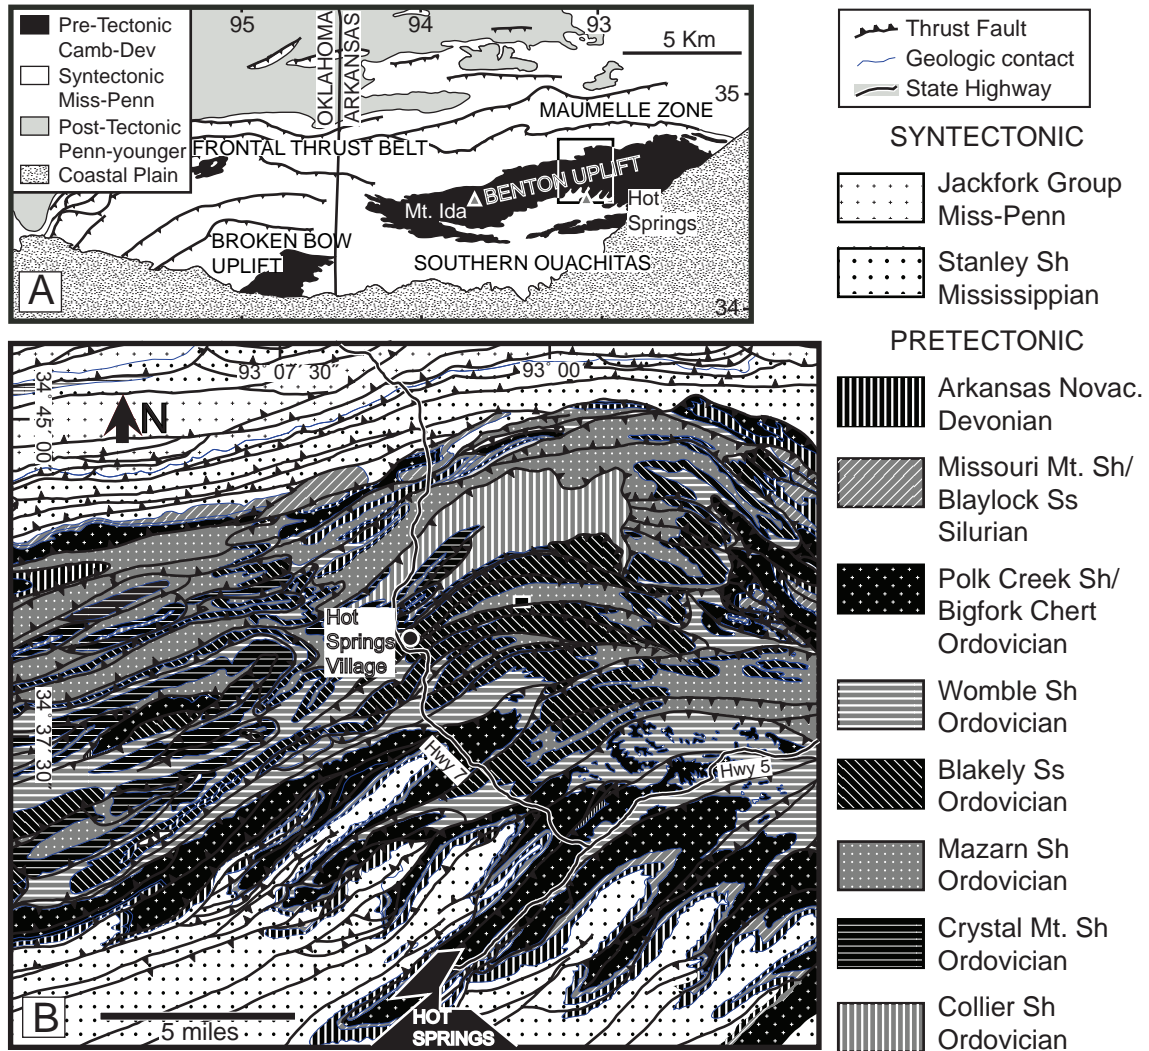 Pre-Tectonic
Camb-Dev
Syntectonic
Miss-Penn
Post-Tectonic
Penn-younger
Coastal Plain
95
94
93
OKLAHOMA
ARKANSAS
5 Km
35
MAUMELLE ZONE
FRONTAL THRUST BELT
BENTON UPLIFT
Mt. Ida
Hot
Springs
BROKEN BOW
UPLIFT
SOUTHERN OUACHITAS
34
A
Thrust Fault
Geologic contact
State Highway
SYNTECTONIC
Jackfork Group
Miss-Penn
Stanley Sh
Mississippian
PRETECTONIC
Arkansas Novac.
Devonian
Missouri Mt. Sh/
Blaylock Ss
Silurian
Polk Creek Sh/
Bigfork Chert
Ordovician
Womble Sh
Ordovician
Blakely Ss
Ordovician
Mazarn Sh
Ordovician
Crystal Mt. Sh
Ordovician
Collier Sh
Ordovician
93° 07´ 30˝
93° 00
34° 45´ 00
N
Hot
Springs
Village
34° 37´ 30˝
Hwy 7
Hwy 5
B
5 miles
HOT
SPRINGS